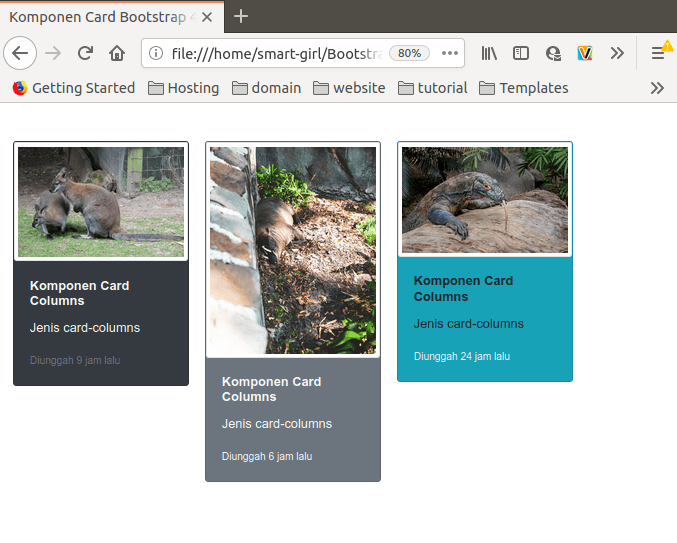 Komponen Card Bootstrap 4
file:///home/smart-girl/Bootstra
80%
Getting Started
Hosting
domain
website
tutorial
Templates
Komponen Card
Columns
Jenis card-columns
Diunggah 9 jam lalu
Komponen Card
Columns
Jenis card-columns
Diunggah 6 jam lalu
Komponen Card
Columns
Jenis card-columns
Diunggah 24 jam lalu